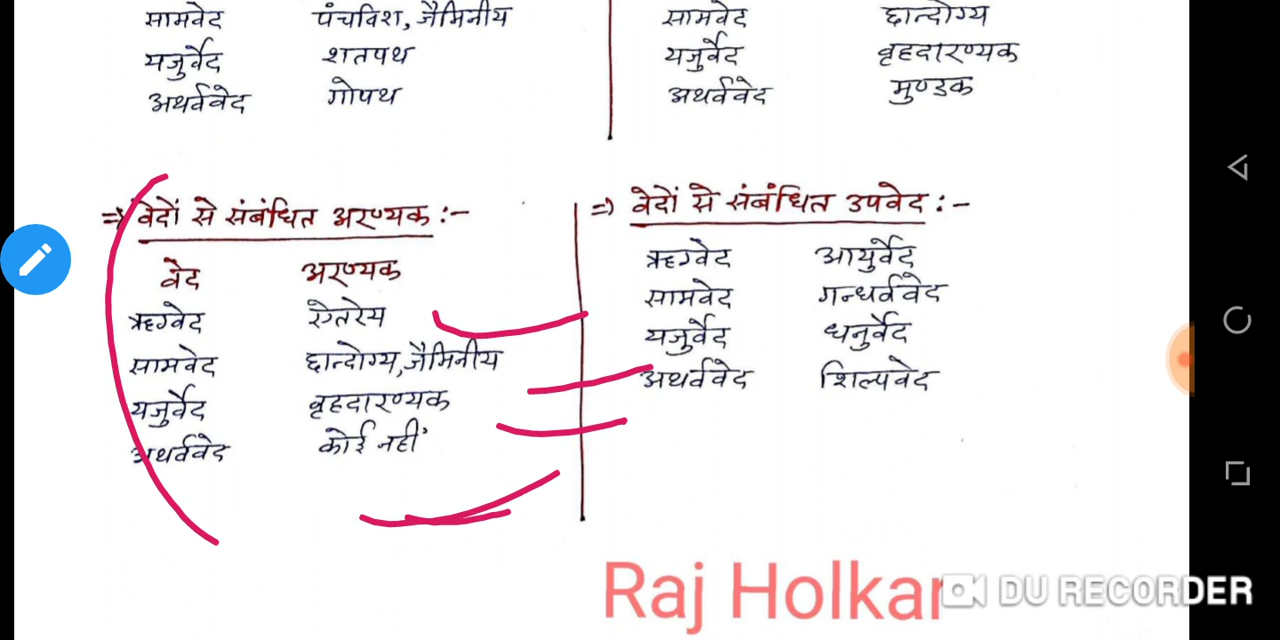 सामवेद पंचविश, जैमिनीय
यजुर्वेद शतपथ
अथर्ववेद गोपथ
सामवेद छान्दोग्य
यजुर्वेद वृहदारण्यक
अथर्ववेद मुण्डक
=> वेदों से संबंधित अरण्यक :-
वेद अरण्यक
ऋग्वेद ऐतरेय
सामवेद छान्दोग्य, जैमिनीय
यजुर्वेद वृहदारण्यक
अथर्ववेद कोई नहीं
=> वेदों से संबंधित उपवेद :-
ऋग्वेद आयुर्वेद
सामवेद गन्धर्ववेद
यजुर्वेद धनुर्वेद
अथर्ववेद शिल्पवेद
Raj Holkar
DU RECORDER